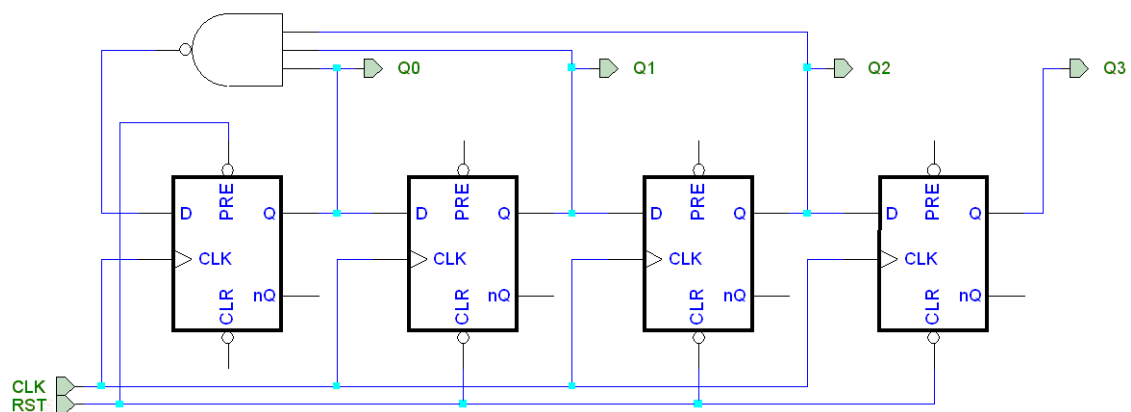 Q0 Q1 Q2 Q3
PRE PRE PRE PRE
D Q D Q D Q D Q
CLK CLK CLK CLK
CLR nQ CLR nQ CLR nQ CLR nQ
CLK
RST